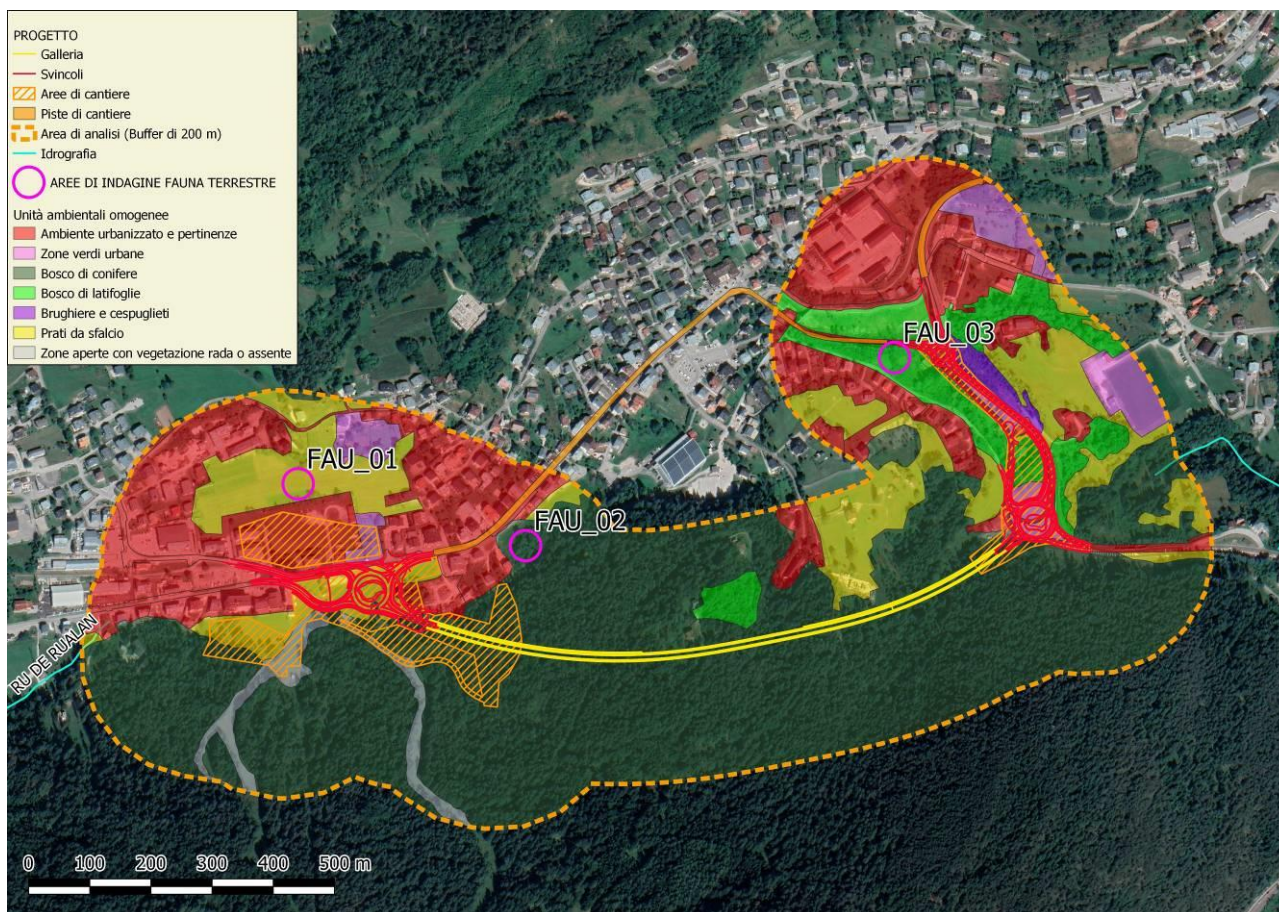 PROGETTO
Galleria
Svincoli
Aree di cantiere
Piste di cantiere
Area di analisi (Buffer di 200 m)
Idrografia
AREE DI INDAGINE FAUNA TERRESTRE
Unità ambientali omogenee
Ambiente urbanizzato e pertinenze
Zone verdi urbane
Bosco di conifere
Bosco di latifoglie
Brughiere e cespuglieti
Prati da sfalcio
Zone aperte con vegetazione rada o assente
FAU_03
FAU_01
FAU_02
RU DE RUALAN
0 100 200 300 400 500 m